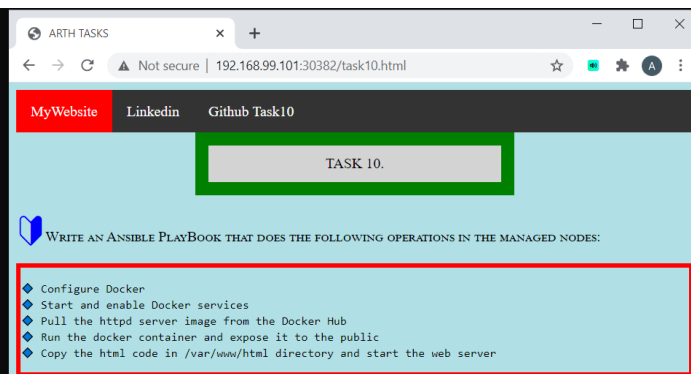 ARTH TASKS
Not secure | 192.168.99.101:30382/task10.html
A
MyWebsite Linkedin Github Task10
TASK 10.
Write an Ansible PlayBook that does the following operations in the managed nodes:
Configure Docker
Start and enable Docker services
Pull the httpd server image from the Docker Hub
Run the docker container and expose it to the public
Copy the html code in /var/www/html directory and start the web server